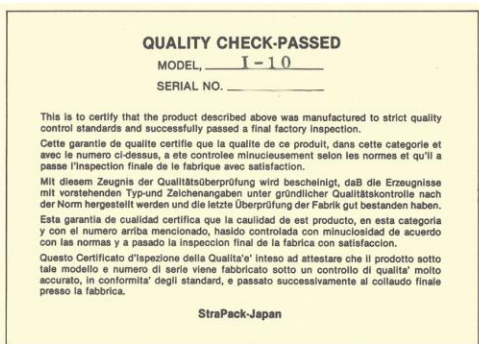 QUALITY CHECK-PASSED
MODEL, I-10
SERIAL NO.
This is to certify that the product described above was manufactured to strict quality
control standards and successfully passed a final factory inspection.
Cette garantie de qualite certifie que la qualite de ce produit, dans cette categorie et
avec le numero ci-dessus, a ete controlee minucieusement selon les normes et qu'il a
passe l'inspection finale de le fabrique avec satisfaction.
Mit diesem Zeugnis der Qualitätsüberprüfung wird bescheinigt, daB die Erzeugnisse
mit vorstehenden Typ-und Zeichenangaben unter gründlicher Qualitätskontrolle nach
der Norm hergestellt werden und die letzte Überprüfung der Fabrik gut bestanden haben.
Esta garantia de cualidad certifica que la caulidad de est producto, en esta categoria
y con el numero arriba mencionado, hasido controlada con minuciosidad de acuerdo
con las normas y a pasado la inspeccion final de la fabrica con satisfaccion.
Questo Certificato d'Ispezione della Qualita'e' inteso ad attestare che il prodotto sotto
tale modello e numero di serie viene fabbricato sotto un controllo di qualita' molto
accurato, in conformita' degli standard, e passato successivamente al collaudo finale
presso la fabbrica.
StraPack-Japan